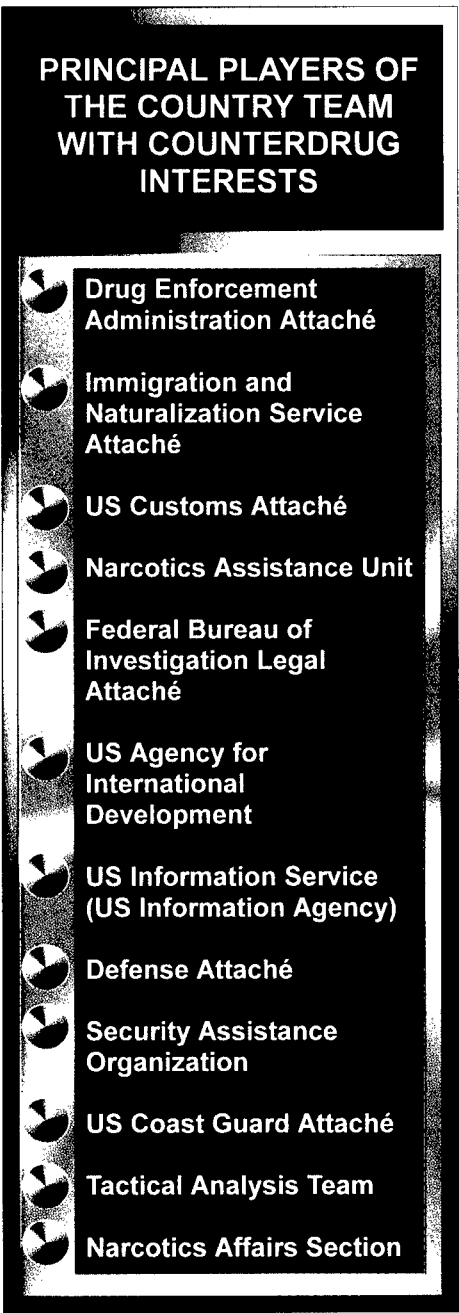 PRINCIPAL PLAYERS OF
THE COUNTRY TEAM
WITH COUNTERDRUG
INTERESTS
Drug Enforcement
Administration Attaché
Immigration and
Naturalization Service
Attaché
US Customs Attaché
Narcotics Assistance Unit
Federal Bureau of
Investigation Legal
Attaché
US Agency for
International
Development
US Information Service
(US Information Agency)
Defense Attaché
Security Assistance
Organization
US Coast Guard Attaché
Tactical Analysis Team
Narcotics Affairs Section